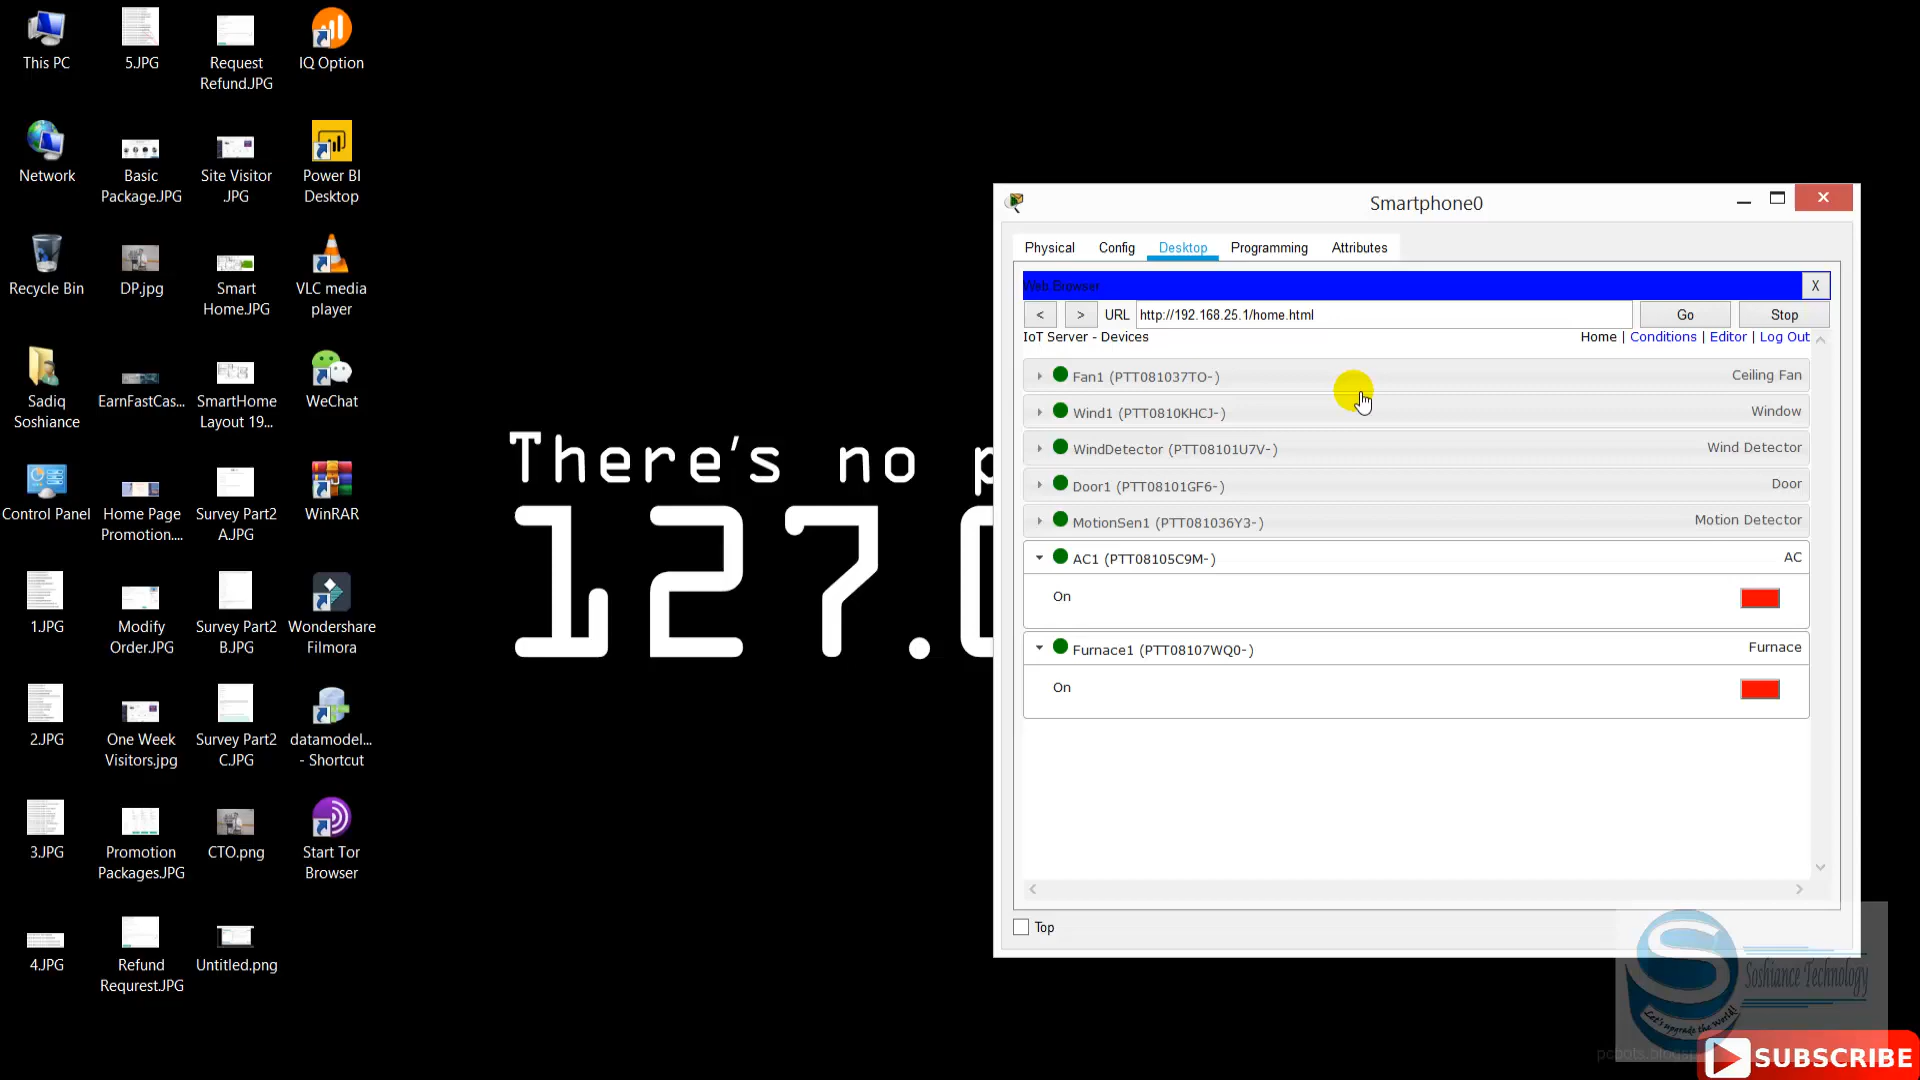 This PC
5.JPG
Request
Refund.JPG
IQ Option
Network
Basic
Package.JPG
Site Visitor
.JPG
Power BI
Desktop
Recycle Bin
DP.jpg
Smart
Home.JPG
VLC media
player
Sadiq
Soshiance
EarnFastCas...
SmartHome
Layout 19...
WeChat
Control Panel
Home Page
Promotion....
Survey Part2
A.JPG
WinRAR
1.JPG
Modify
Order.JPG
Survey Part2
B.JPG
Wondershare
Filmora
2.JPG
One Week
Visitors.jpg
Survey Part2
C.JPG
datamodel...
- Shortcut
3.JPG
Promotion
Packages.JPG
CTO.png
Start Tor
Browser
4.JPG
Refund
Requrest.JPG
Untitled.png
There's no p
127.0
Smartphone0
Physical Config Desktop Programming Attributes
Web Browser X
< > URL http://192.168.25.1/home.html Go Stop
IoT Server - Devices Home | Conditions | Editor | Log Out
Fan1 (PTT081037TO-) Ceiling Fan
Wind1 (PTT0810KHCJ-) Window
WindDetector (PTT08101U7V-) Wind Detector
Door1 (PTT08101GF6-) Door
MotionSen1 (PTT081036Y3-) Motion Detector
AC1 (PTT08105C9M-) AC
On
Furnace1 (PTT08107WQ0-) Furnace
On
Top
S
Soshiance Technology
Let's upgrade the World!
SUBSCRIBE